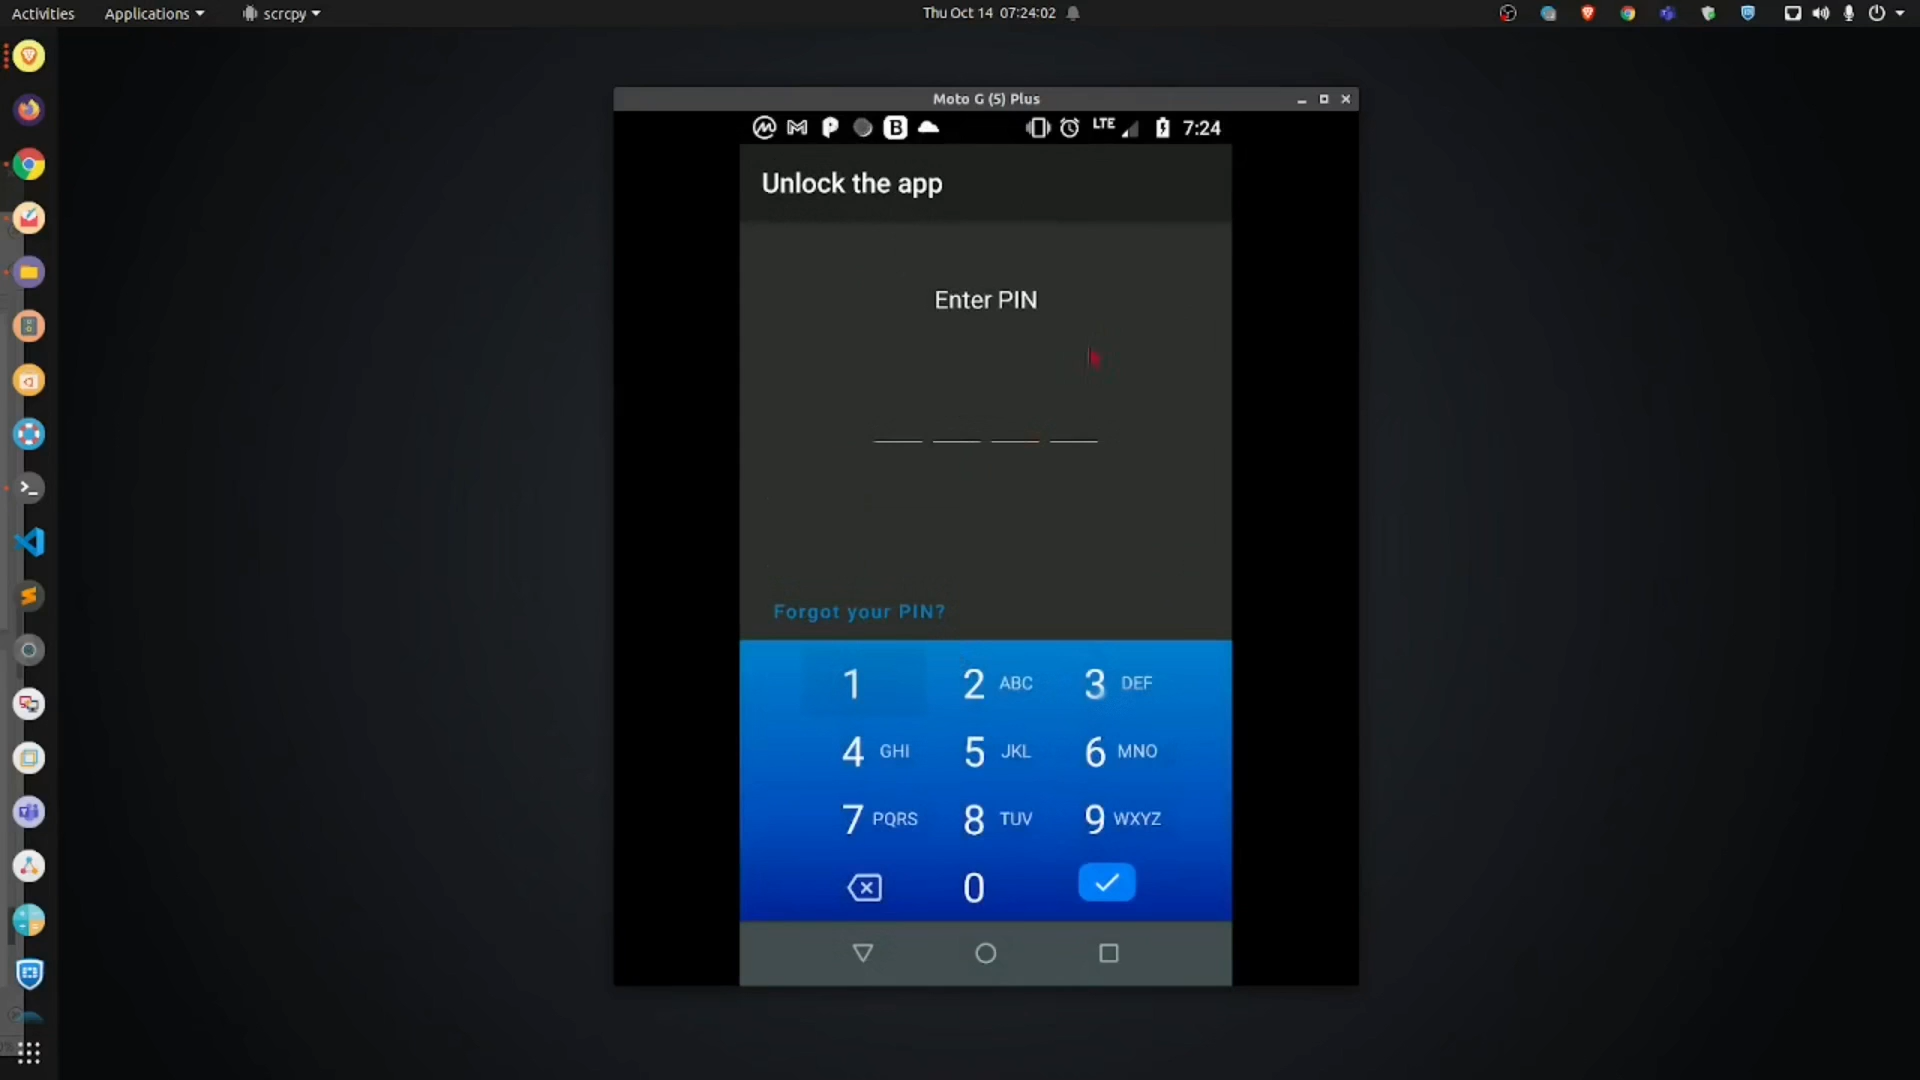 Activities
Applications
scrcpy
Thu Oct 14 07:24:02
Moto G (5) Plus
LTE
7:24
Unlock the app
Enter PIN
Forgot your PIN?
1
2 ABC
3 DEF
4 GHI
5 JKL
6 MNO
7 PQRS
8 TUV
9 WXYZ
0